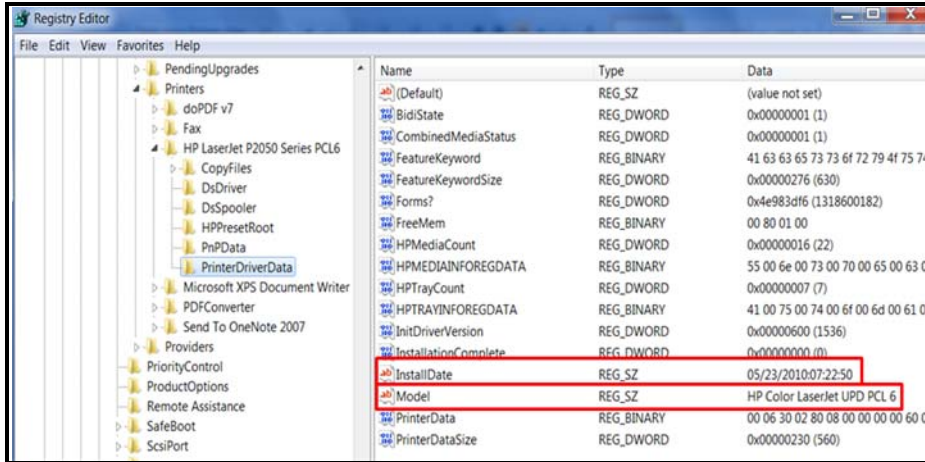 Registry Editor
File Edit View Favorites Help
PendingUpgrades
Printers
doPDF v7
Fax
HP LaserJet P2050 Series PCL6
CopyFiles
DsDriver
DsSpooler
HPPresetRoot
PnPData
PrinterDriverData
Microsoft XPS Document Writer
PDFConverter
Send To OneNote 2007
Providers
PriorityControl
ProductOptions
Remote Assistance
SafeBoot
ScsiPort
Name Type Data
(Default) REG_SZ (value not set)
BidiState REG_DWORD 0x00000001 (1)
CombinedMediaStatus REG_DWORD 0x00000001 (1)
FeatureKeyword REG_BINARY 41 63 63 65 73 73 6f 72 79 4f 75 74
FeatureKeywordSize REG_DWORD 0x00000276 (630)
Forms? REG_DWORD 0x4e983df6 (1318600182)
FreeMem REG_BINARY 00 80 01 00
HPMediaCount REG_DWORD 0x00000016 (22)
HPMEDIAINFOREGDATA REG_BINARY 55 00 6e 00 73 00 70 00 65 00 63 0
HPTrayCount REG_DWORD 0x00000007 (7)
HPTRAYINFOREGDATA REG_BINARY 41 00 75 00 74 00 6f 00 6d 00 61 0
InitDriverVersion REG_DWORD 0x00000600 (1536)
InstallationComplete REG_DWORD 0x00000000 (0)
InstallDate REG_SZ 05/23/2010:07:22:50
Model REG_SZ HP Color LaserJet UPD PCL 6
PrinterData REG_BINARY 00 06 30 02 80 08 00 00 00 00 60 0
PrinterDataSize REG_DWORD 0x00000230 (560)